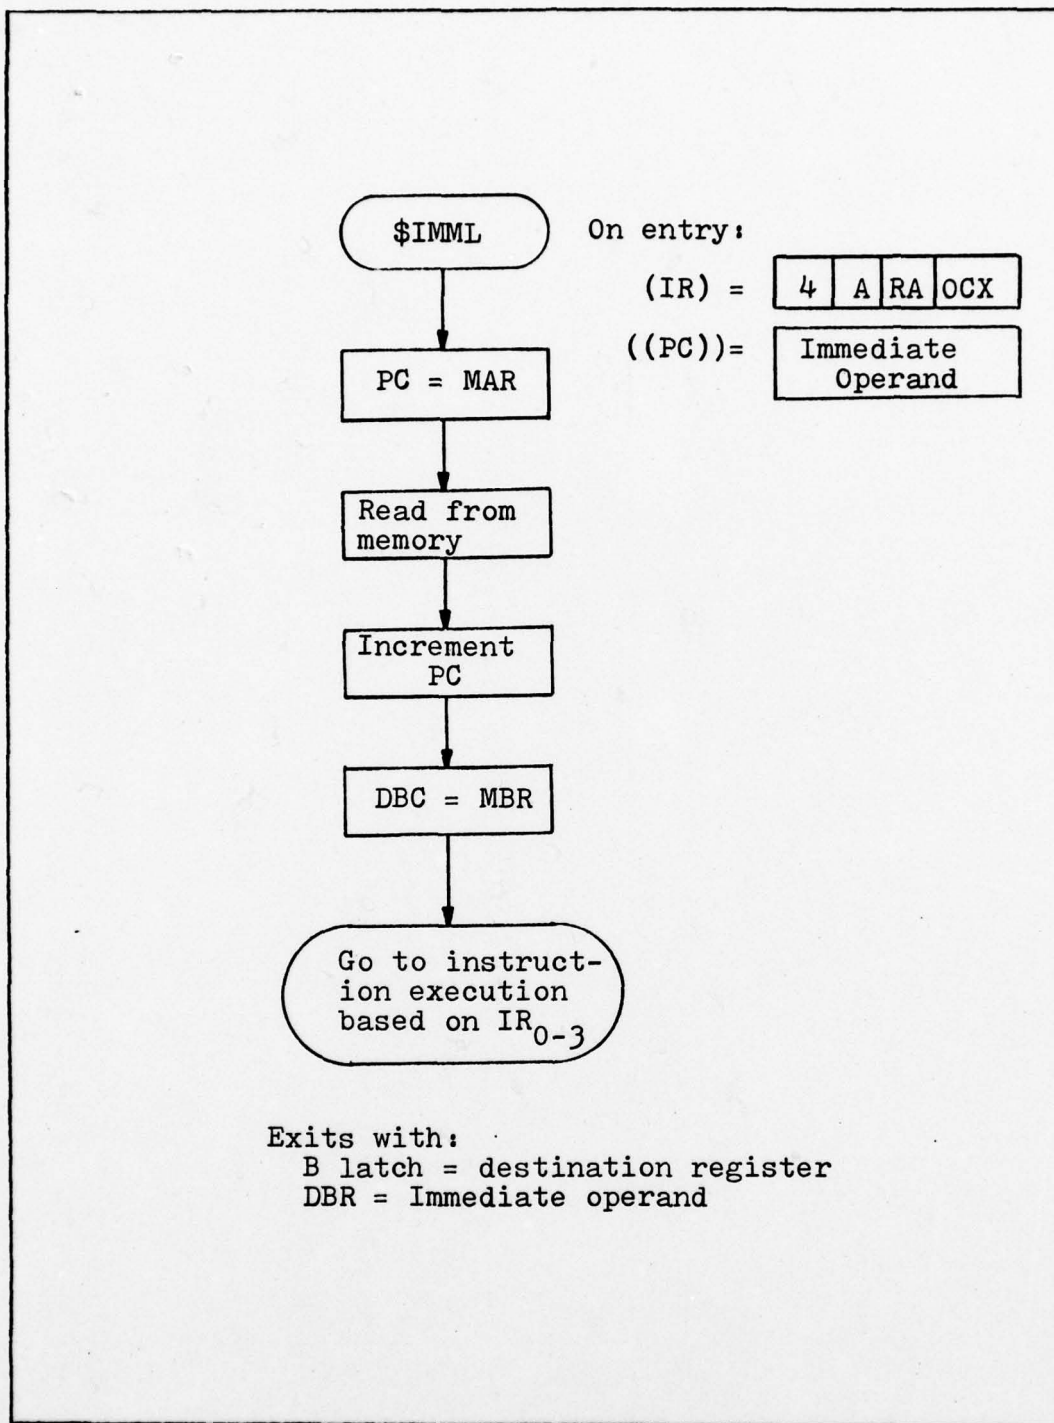 $IMML
On entry:
(IR) = 4 A RA OCX
((PC))= Immediate
Operand
PC = MAR
Read from
memory
Increment
PC
DBC = MBR
Go to instruct-
ion execution
based on IR0-3
Exits with:
B latch = destination register
DBR = Immediate operand